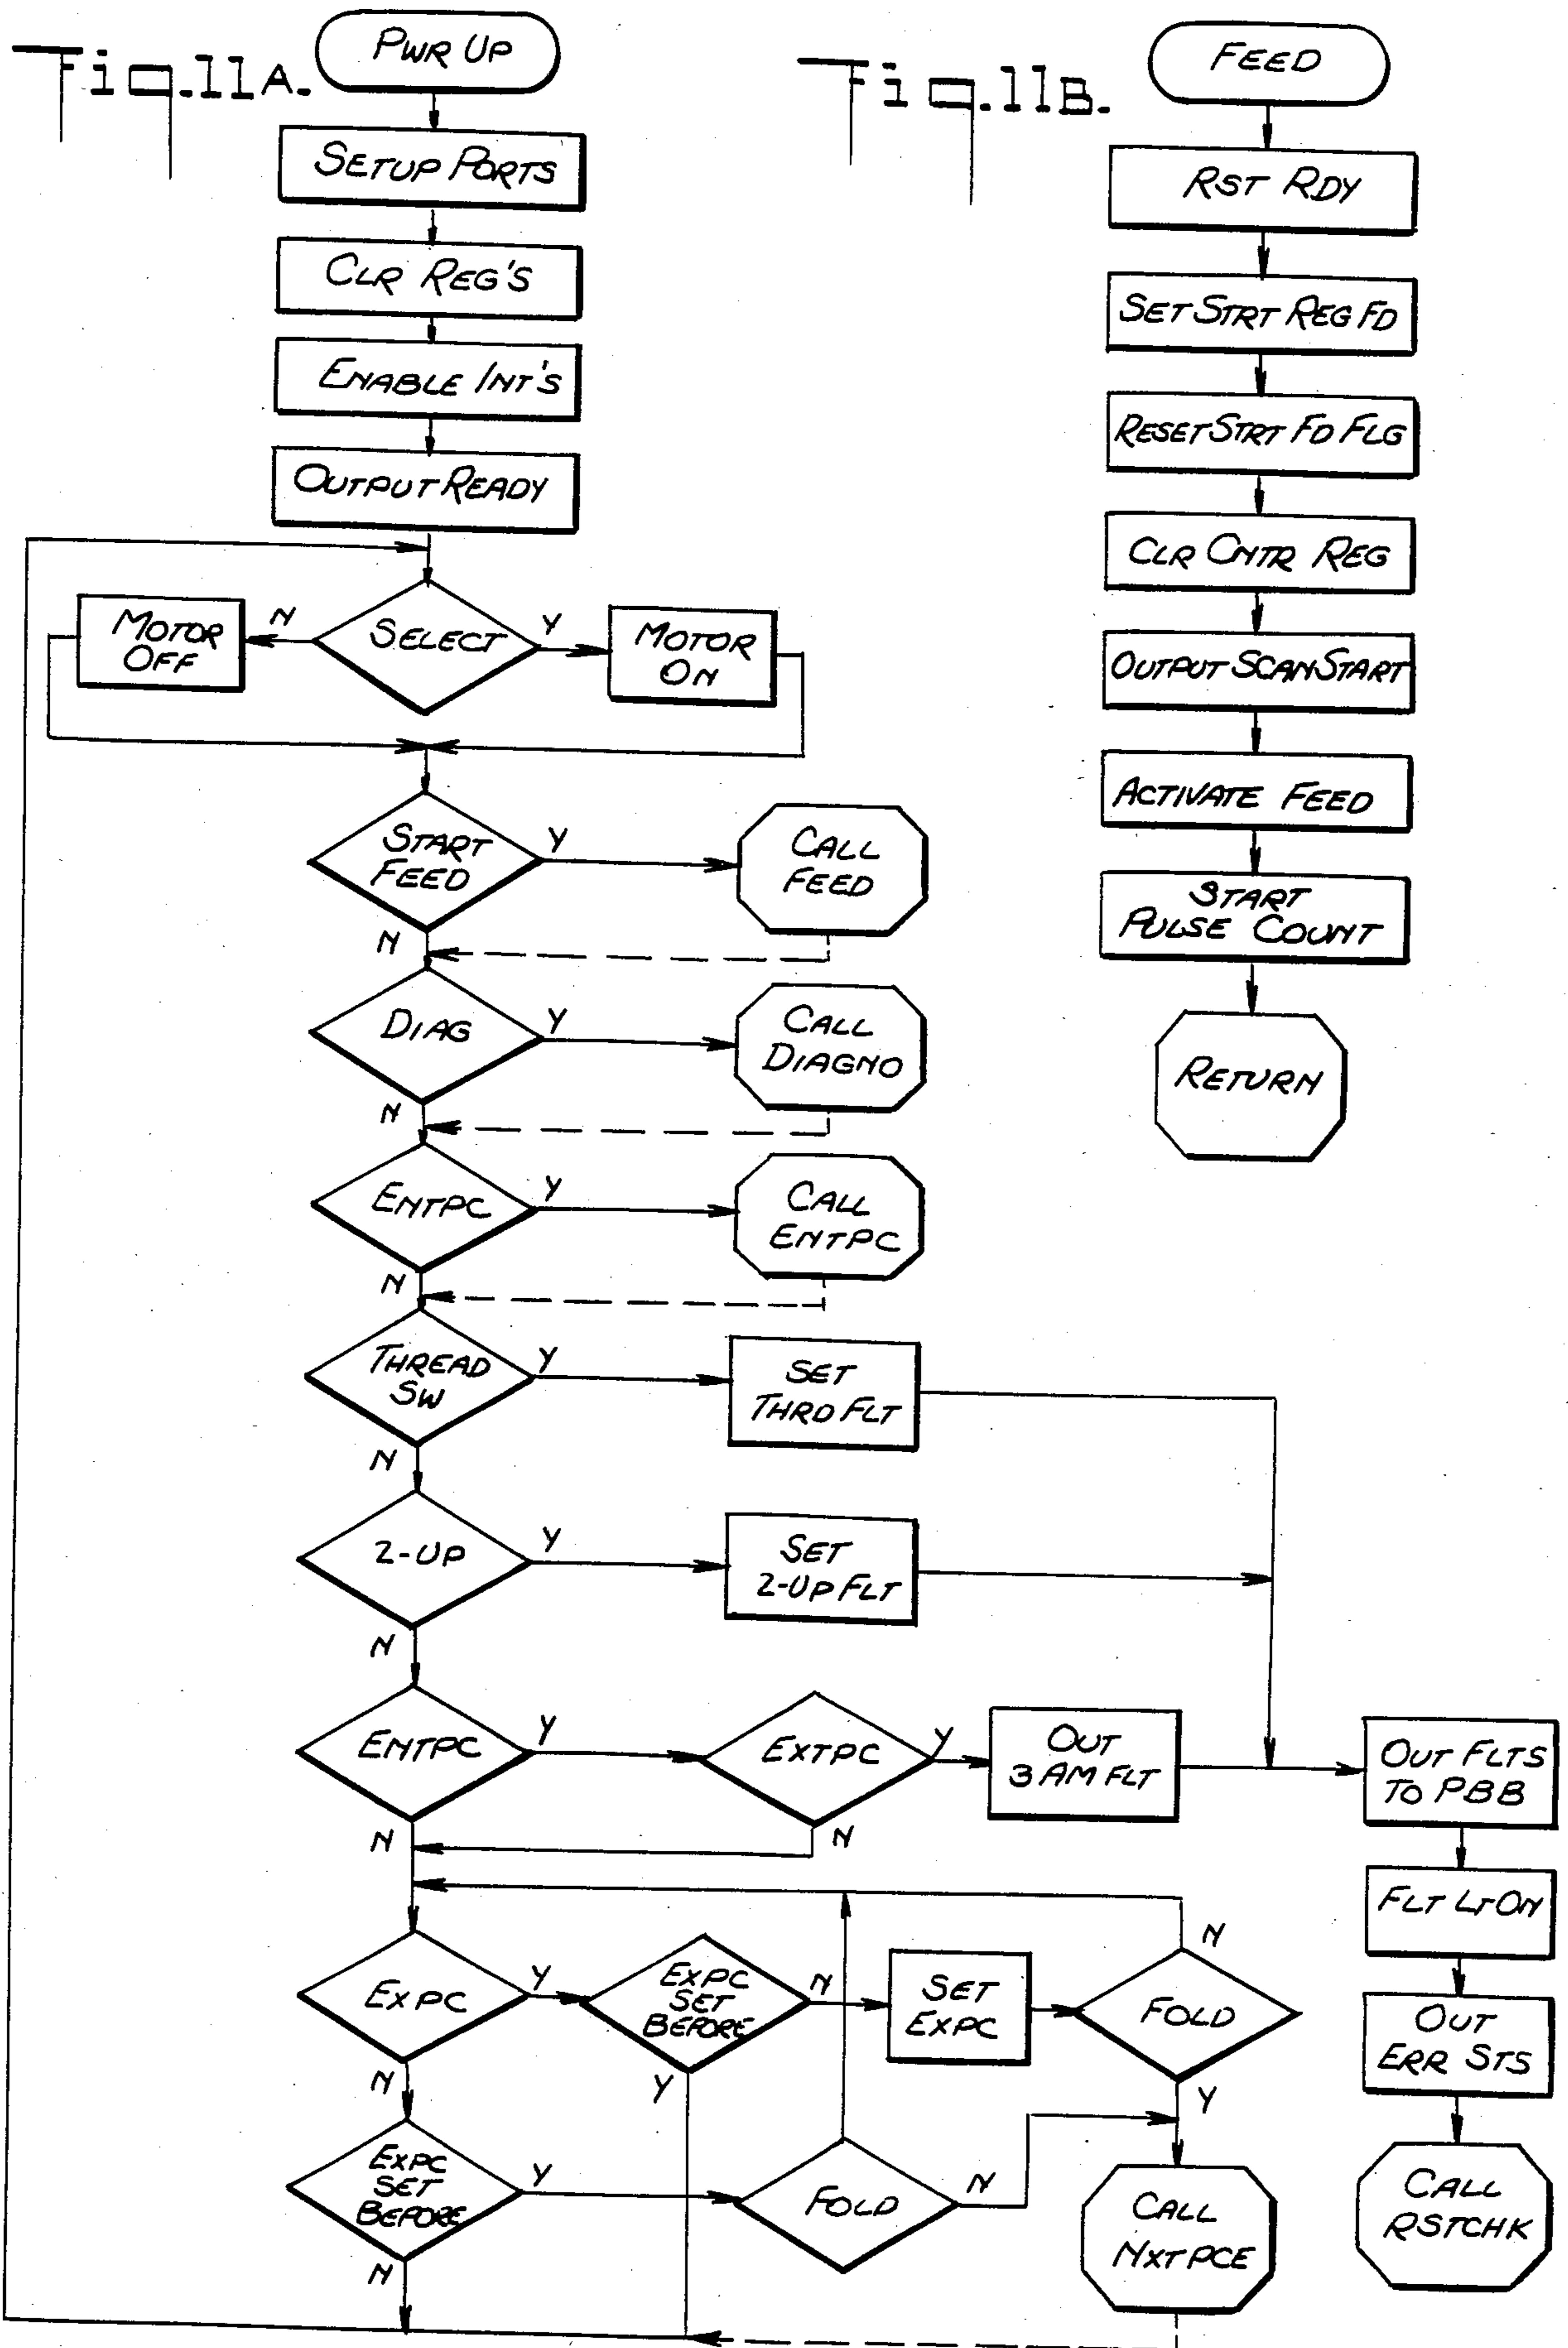 Fig.11A.
PWR UP
SETUP PORTS
CLR REG'S
ENABLE INT'S
OUTPUT READY
MOTOR
OFF
N
SELECT
Y
MOTOR
ON
START
FEED
Y
CALL
FEED
N
DIAG
Y
CALL
DIAGNO
N
ENTPC
Y
CALL
ENTPC
N
THREAD
SW
Y
SET
THRD FLT
N
2-UP
Y
SET
2-UP FLT
N
ENTPC
Y
EXTPC
Y
OUT
3 AM FLT
OUT FLTS
TO PBB
N
N
FLT LT ON
EXPC
Y
EXPC
SET
BEFORE
N
SET
EXPC
FOLD
N
OUT
ERR STS
N
Y
Y
EXPC
SET
BEFORE
Y
FOLD
N
CALL
NXT PCE
CALL
RSTCHK
N
Fig.11B.
FEED
RST RDY
SET STRT REG FD
RESET STRT FD FLG
CLR CNTR REG
OUTPUT SCAN START
ACTIVATE FEED
START
PULSE COUNT
RETURN